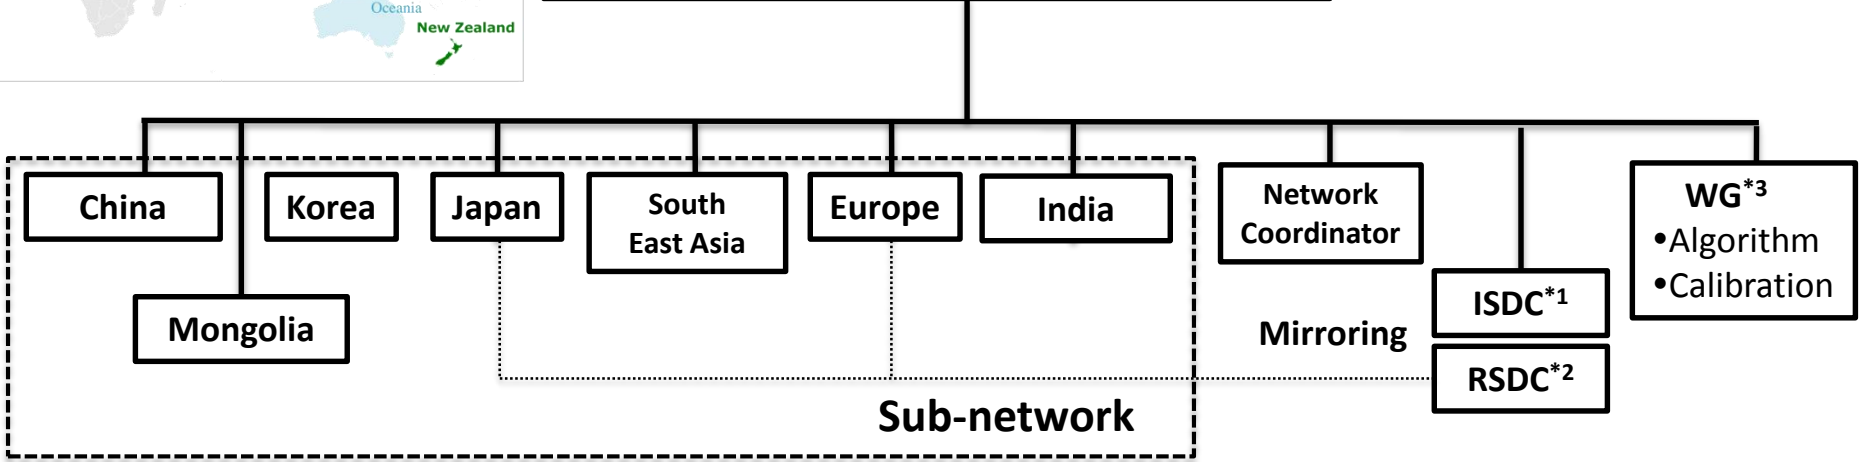 Oceania
New Zealand
China
Korea
Japan
South
East Asia
Europe
India
Network
Coordinator
WG*3
•Algorithm
•Calibration
Mongolia
ISDC*1
Mirroring
RSDC*2
Sub-network